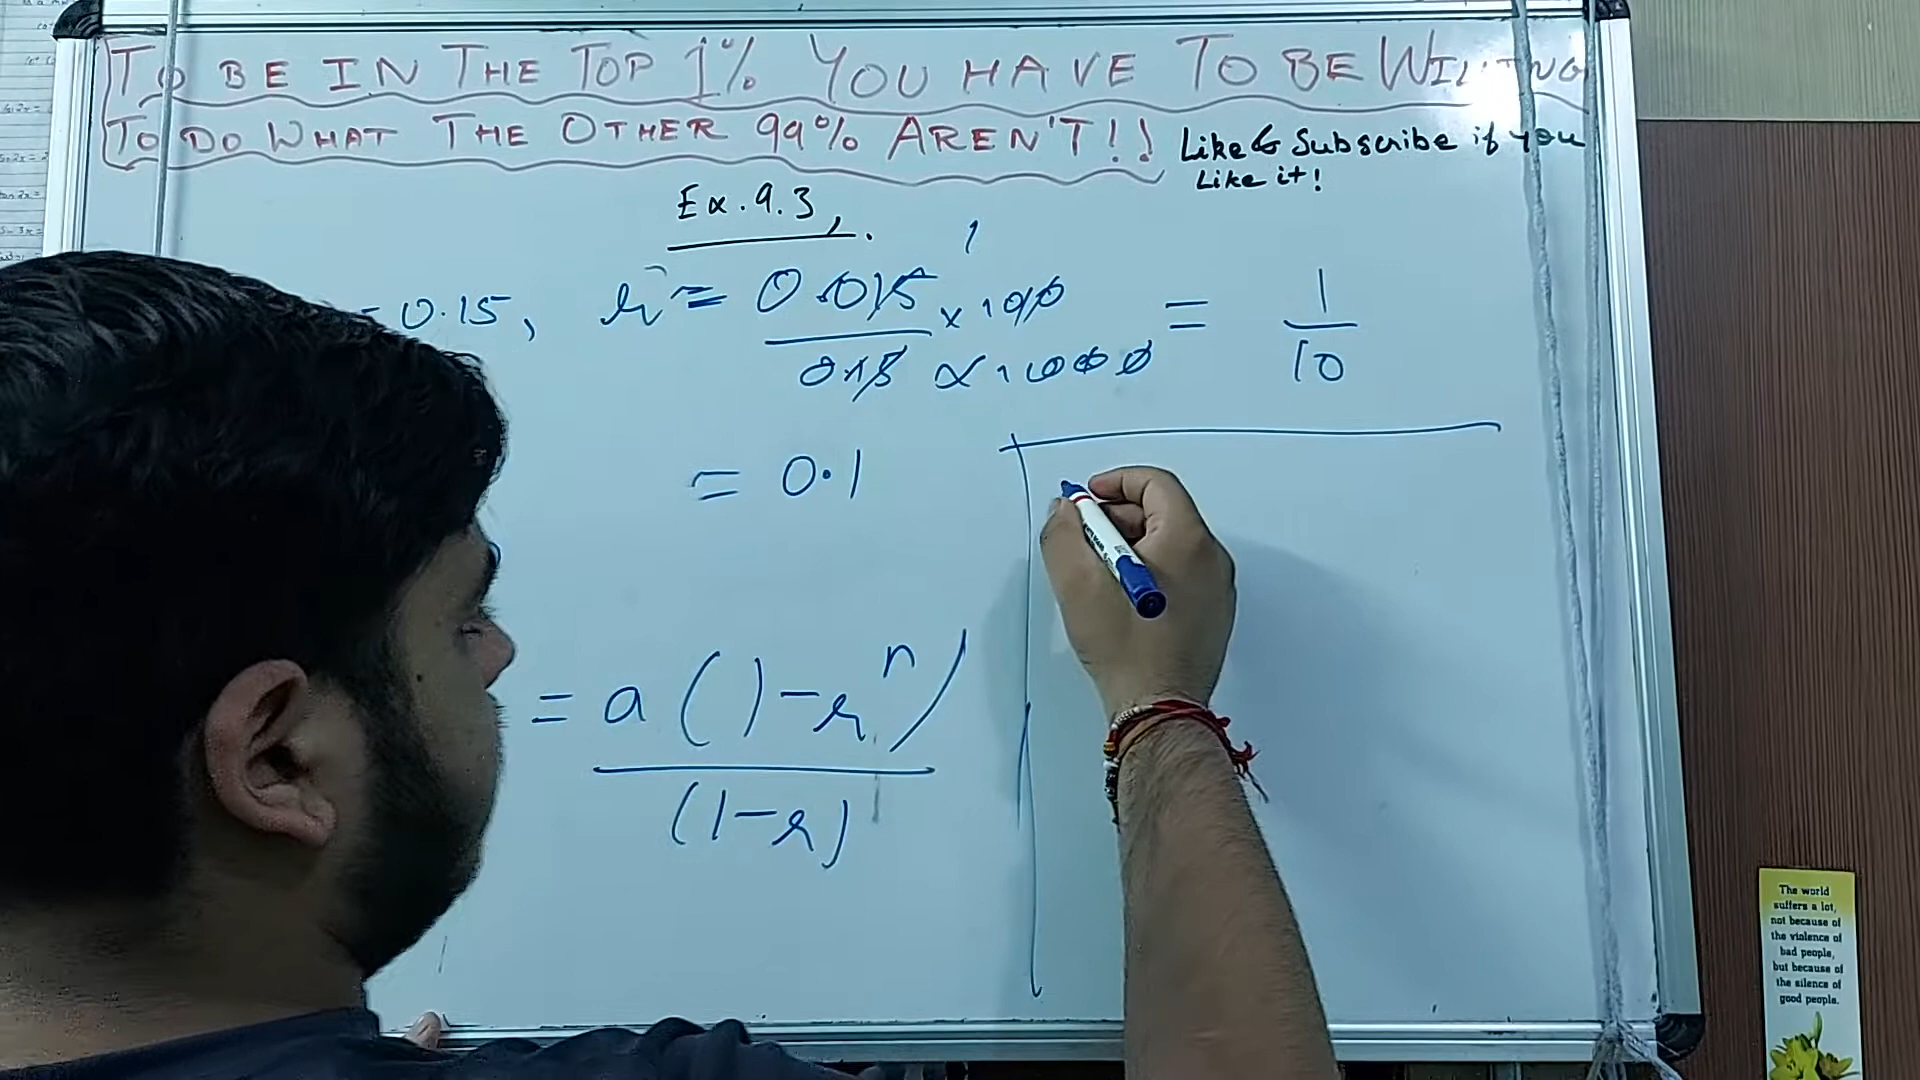 TO BE IN THE TOP 1% YOU HAVE TO BE WILLING
TO DO WHAT THE OTHER 99% AREN'T!!
Like & Subscribe if you
Like it!
Ex. 9.3,
= 0.15, r = 0.015 × 100 / 0.15 × 1000 = 1/10
= 0.1
= a(1-rⁿ)
(1-r)
The world
suffers a lot,
not because of
the violence of
bad people,
but because of
the silence of
good people.